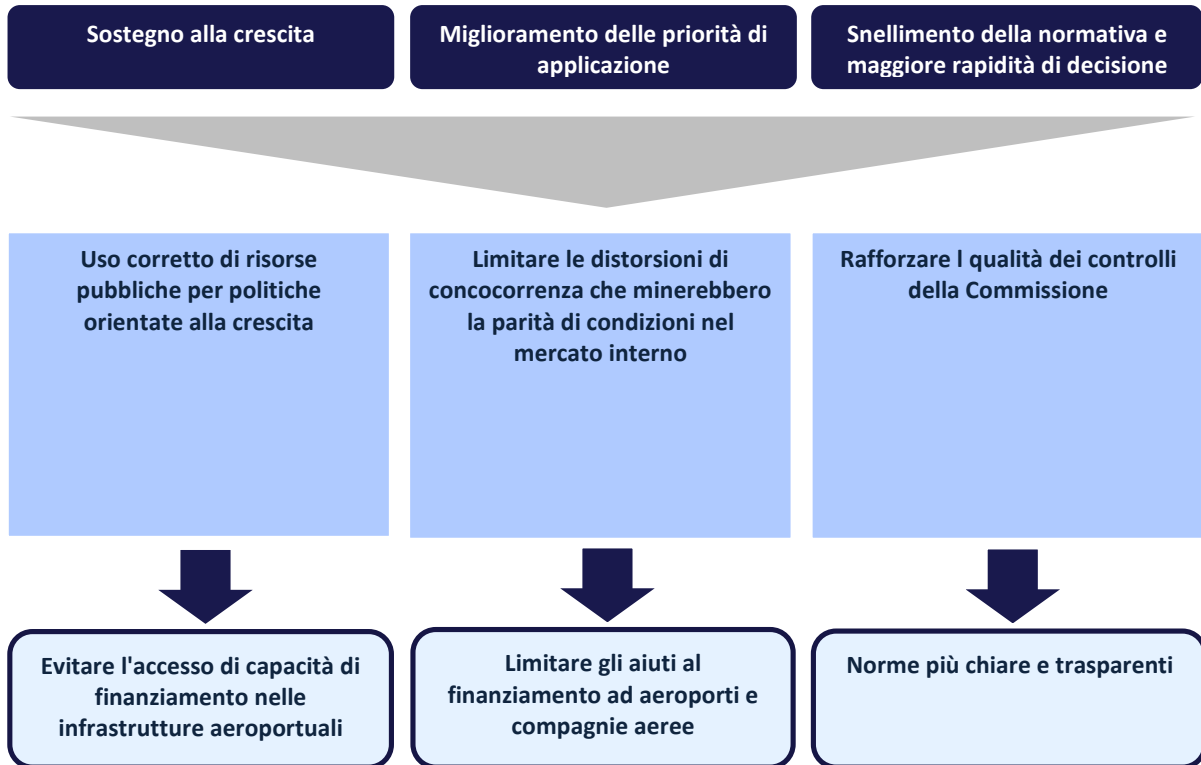 Sostegno alla crescita
Miglioramento delle priorità di
applicazione
Snellimento della normativa e
maggiore rapidità di decisione
Uso corretto di risorse
pubbliche per politiche
orientate alla crescita
Limitare le distorsioni di
concocorrenza che minerebbero
la parità di condizioni nel
mercato interno
Rafforzare l qualità dei controlli
della Commissione
Evitare l'accesso di capacità di
finanziamento nelle
infrastrutture aeroportuali
Limitare gli aiuti al
finanziamento ad aeroporti e
compagnie aeree
Norme più chiare e trasparenti